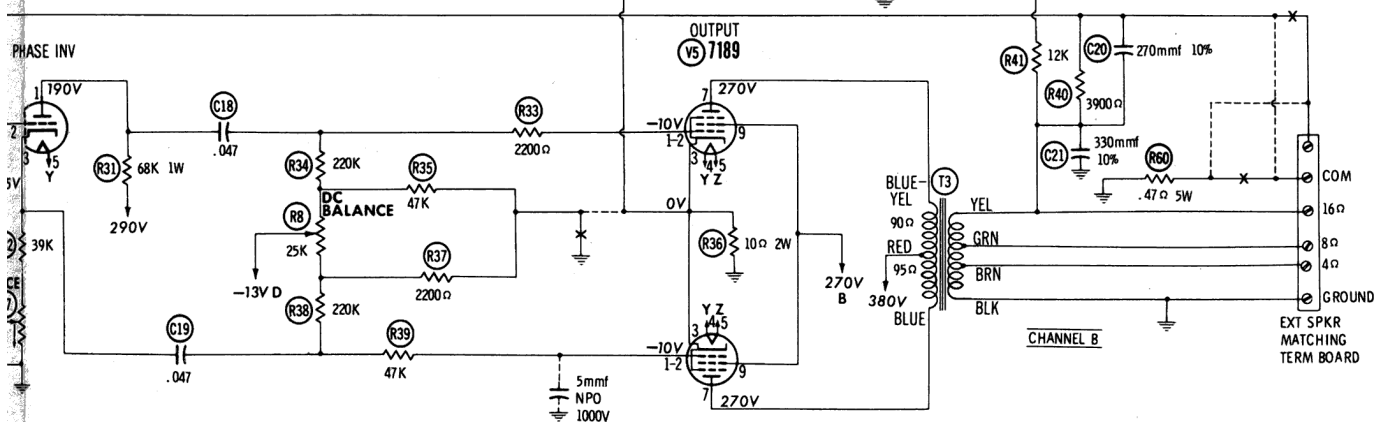 PHASE INV
1
190V
2
3
5
Y
5V
R31
68K 1W
290V
39K
C18
.047
C19
.047
R34
220K
R35
47K
DC
BALANCE
R8
25K
-13V D
R37
2200Ω
R38
220K
R39
47K
R33
2200Ω
5mmf
NPO
1000V
OUTPUT
V5 7189
7
270V
-10V
1-2
9
3
4 5
Y Z
0V
R36
10Ω 2W
270V
B
Y Z
3
4 5
-10V
1-2
9
7
270V
R41
12K
R40
3900Ω
C20
270mmf 10%
C21
330mmf
10%
R60
.47Ω 5W
BLUE-
YEL
T3
90Ω
RED
95Ω
380V
BLUE
YEL
GRN
BRN
BLK
CHANNEL B
COM
16Ω
8Ω
4Ω
GROUND
EXT SPKR
MATCHING
TERM BOARD